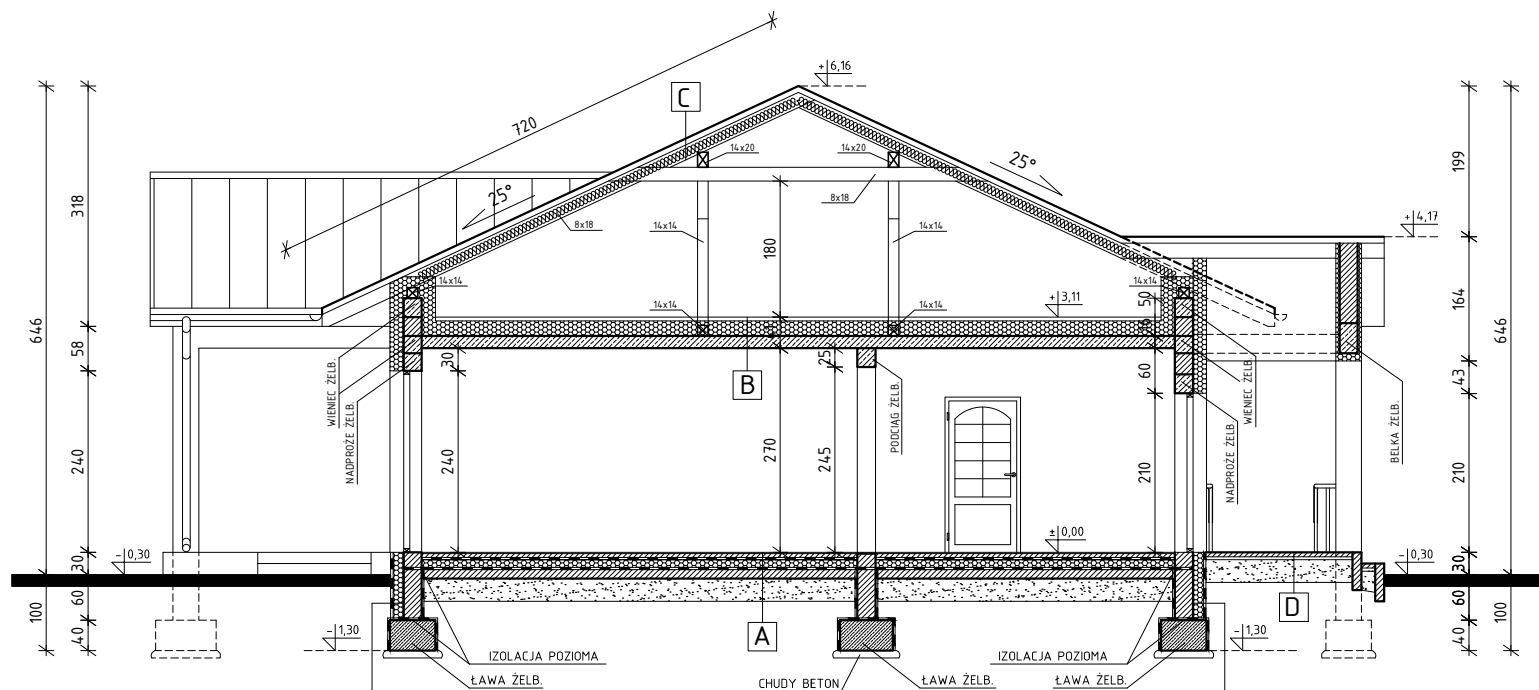 + 6,16
C
720
14x20
14x20
25°
25°
8x18
8x18
318
199
180
+ 4,17
14x14
14x14
14x14
14x14
14x14
14x14
+ 3,11
50
646
646
164
58
30
25
60
43
WIENIEC ŻELB.
NADPROŻE ŻELB.
B
PODCIĄG ŻELB.
WIENIEC ŻELB.
NADPROŻE ŻELB.
BELKA ŻELB.
240
240
270
245
210
210
± 0,00
- 0,30
- 0,30
30
30
100
60
40
60
40
100
A
D
- 1,30
- 1,30
IZOLACJA POZIOMA
IZOLACJA POZIOMA
ŁAWA ŻELB.
CHUDY BETON
ŁAWA ŻELB.
ŁAWA ŻELB.